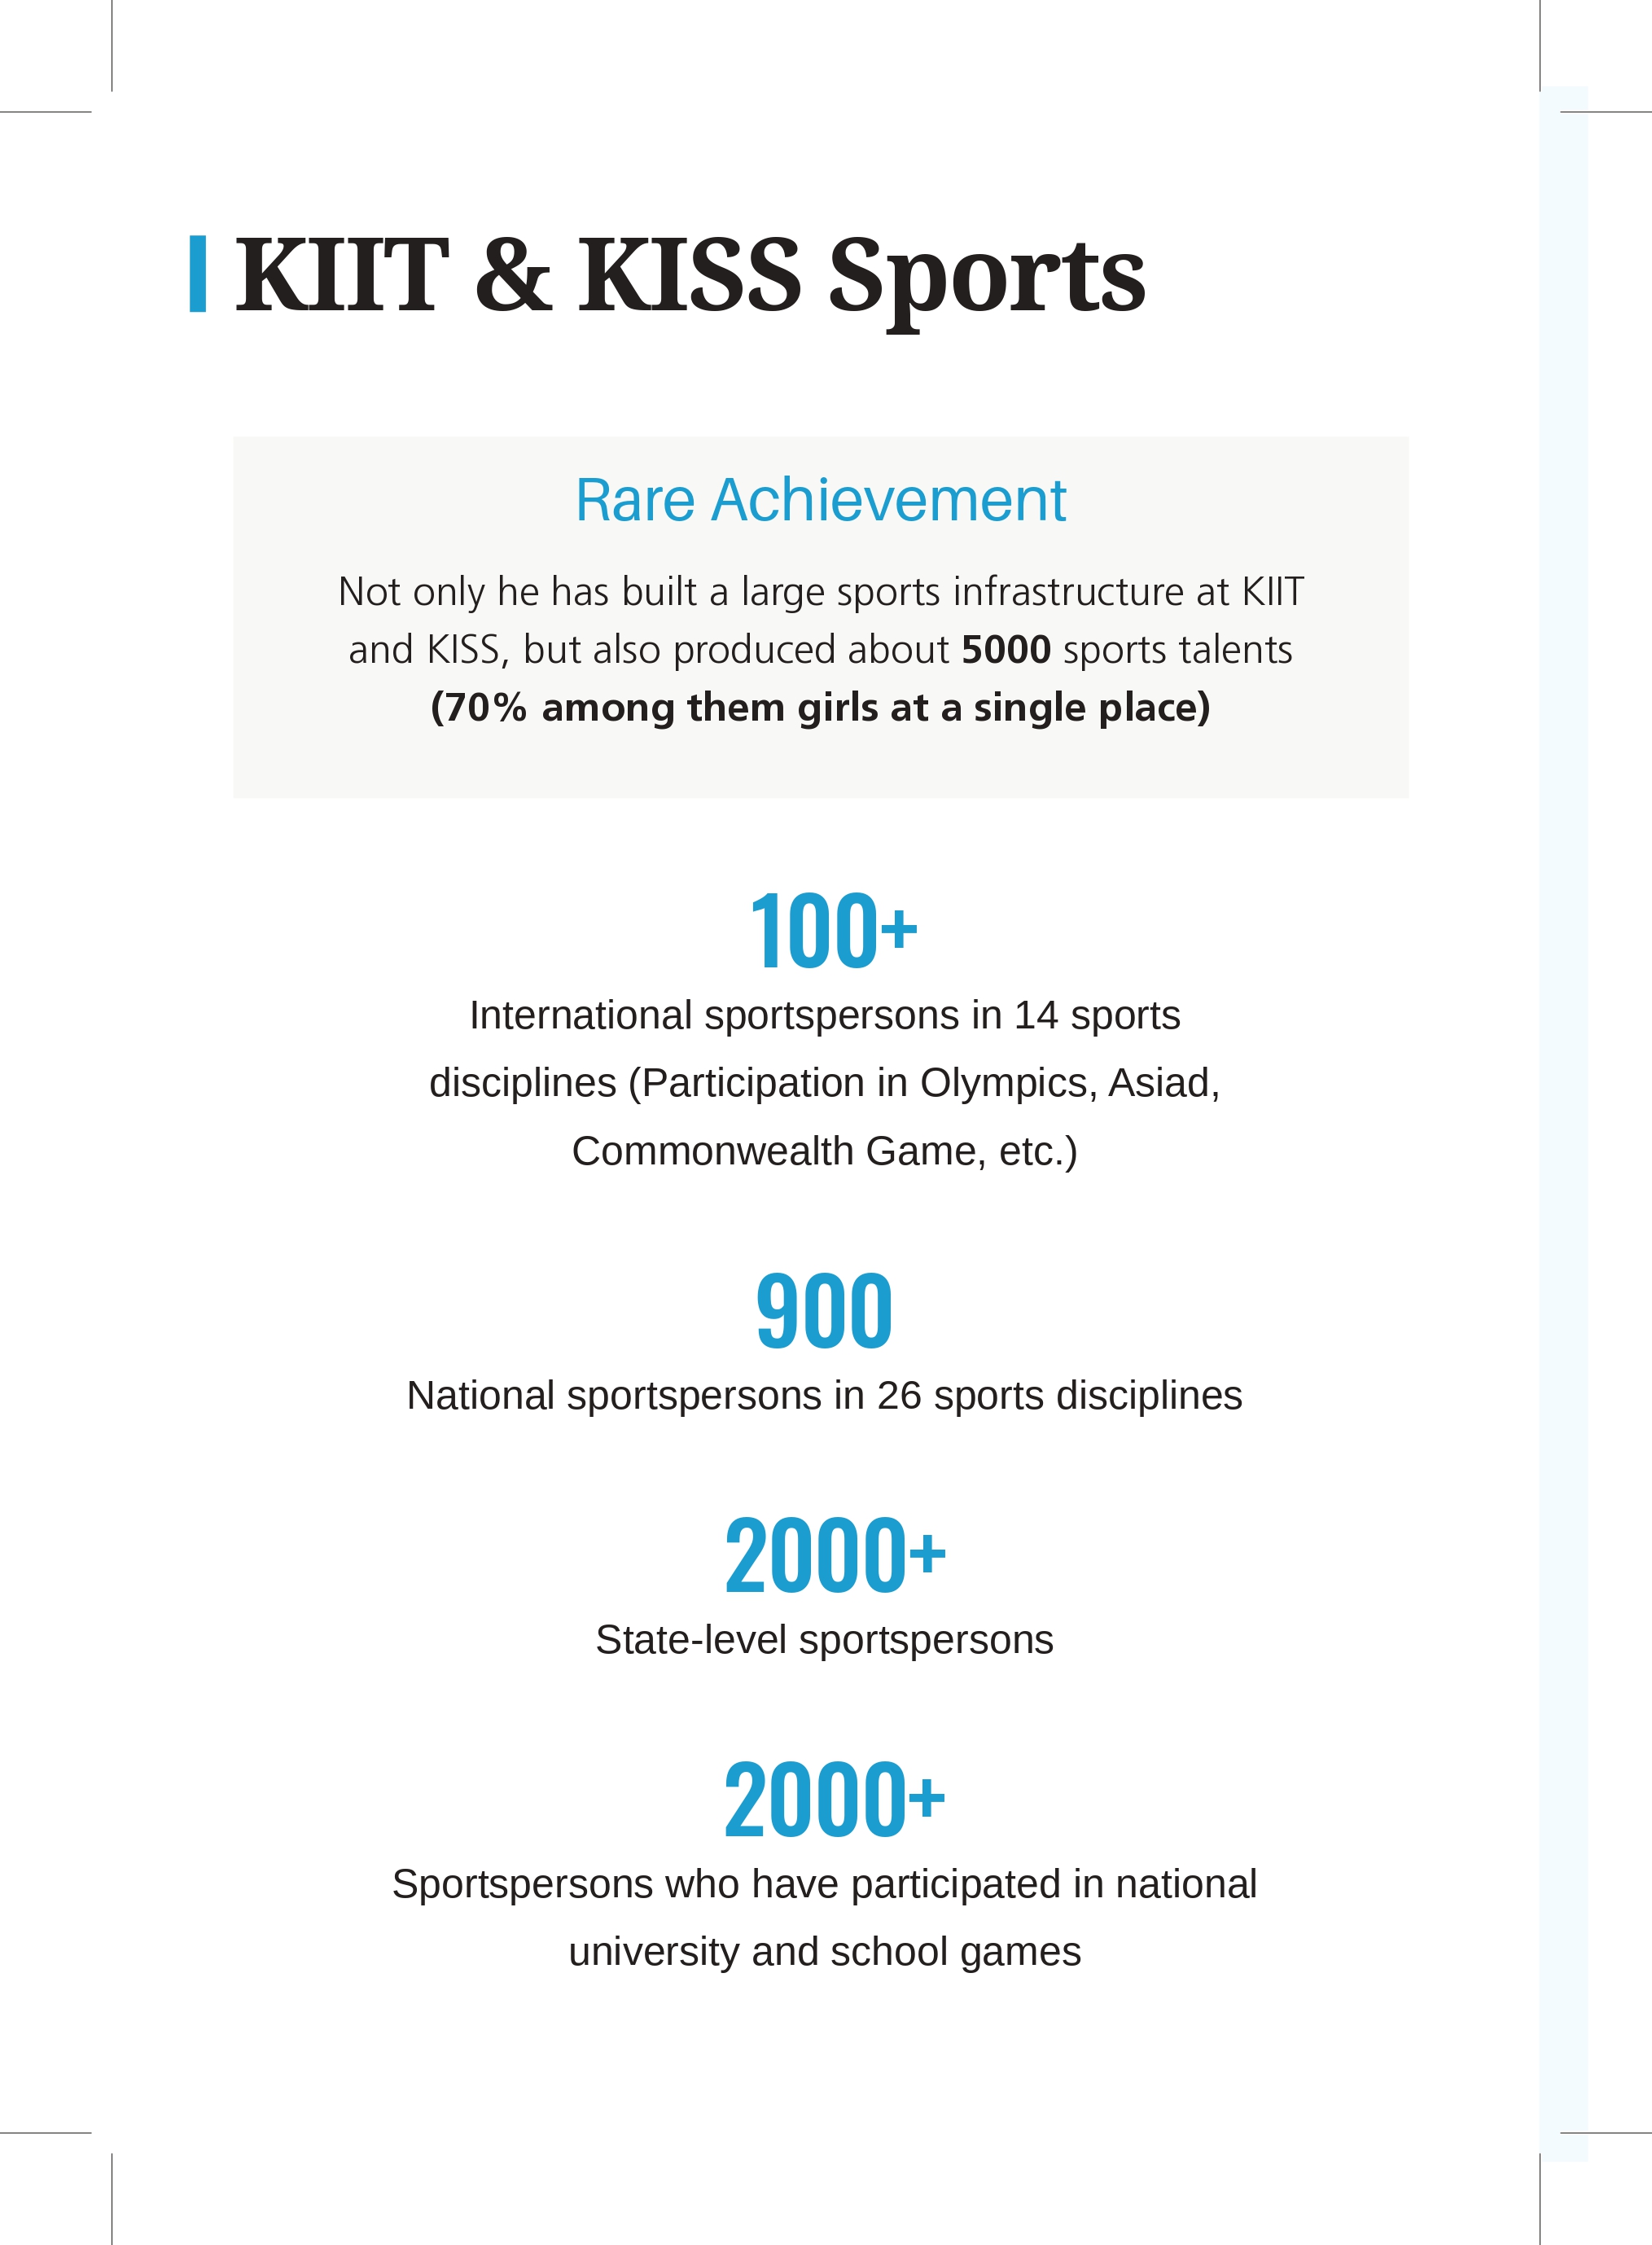 KIIT & KISS Sports
Rare Achievement
Not only he has built a large sports infrastructure at KIIT
and KISS, but also produced about 5000 sports talents
(70% among them girls at a single place)
100+
International sportspersons in 14 sports
disciplines (Participation in Olympics, Asiad,
Commonwealth Game, etc.)
900
National sportspersons in 26 sports disciplines
2000+
State-level sportspersons
2000+
Sportspersons who have participated in national
university and school games